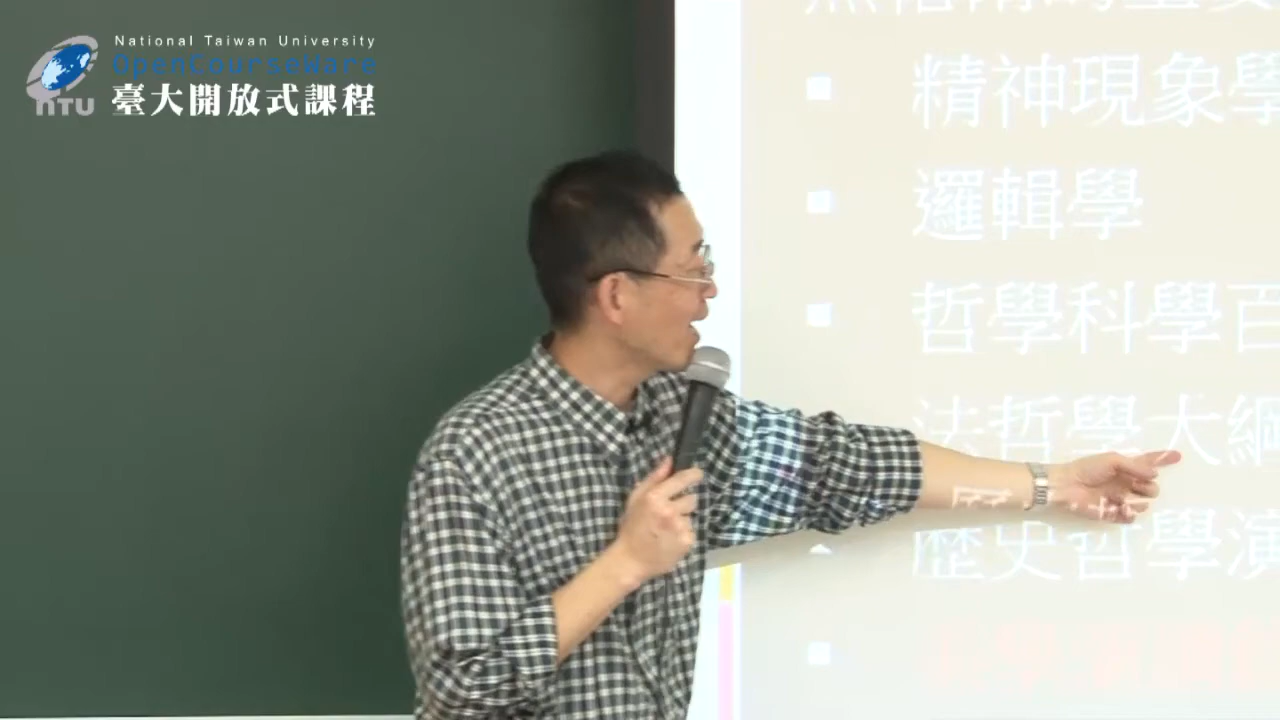 National Taiwan University
OpenCourseWare
nTU
臺大開放式課程
精神現象學
邏輯學
哲學科學百
法哲學大綱
歷史哲學演